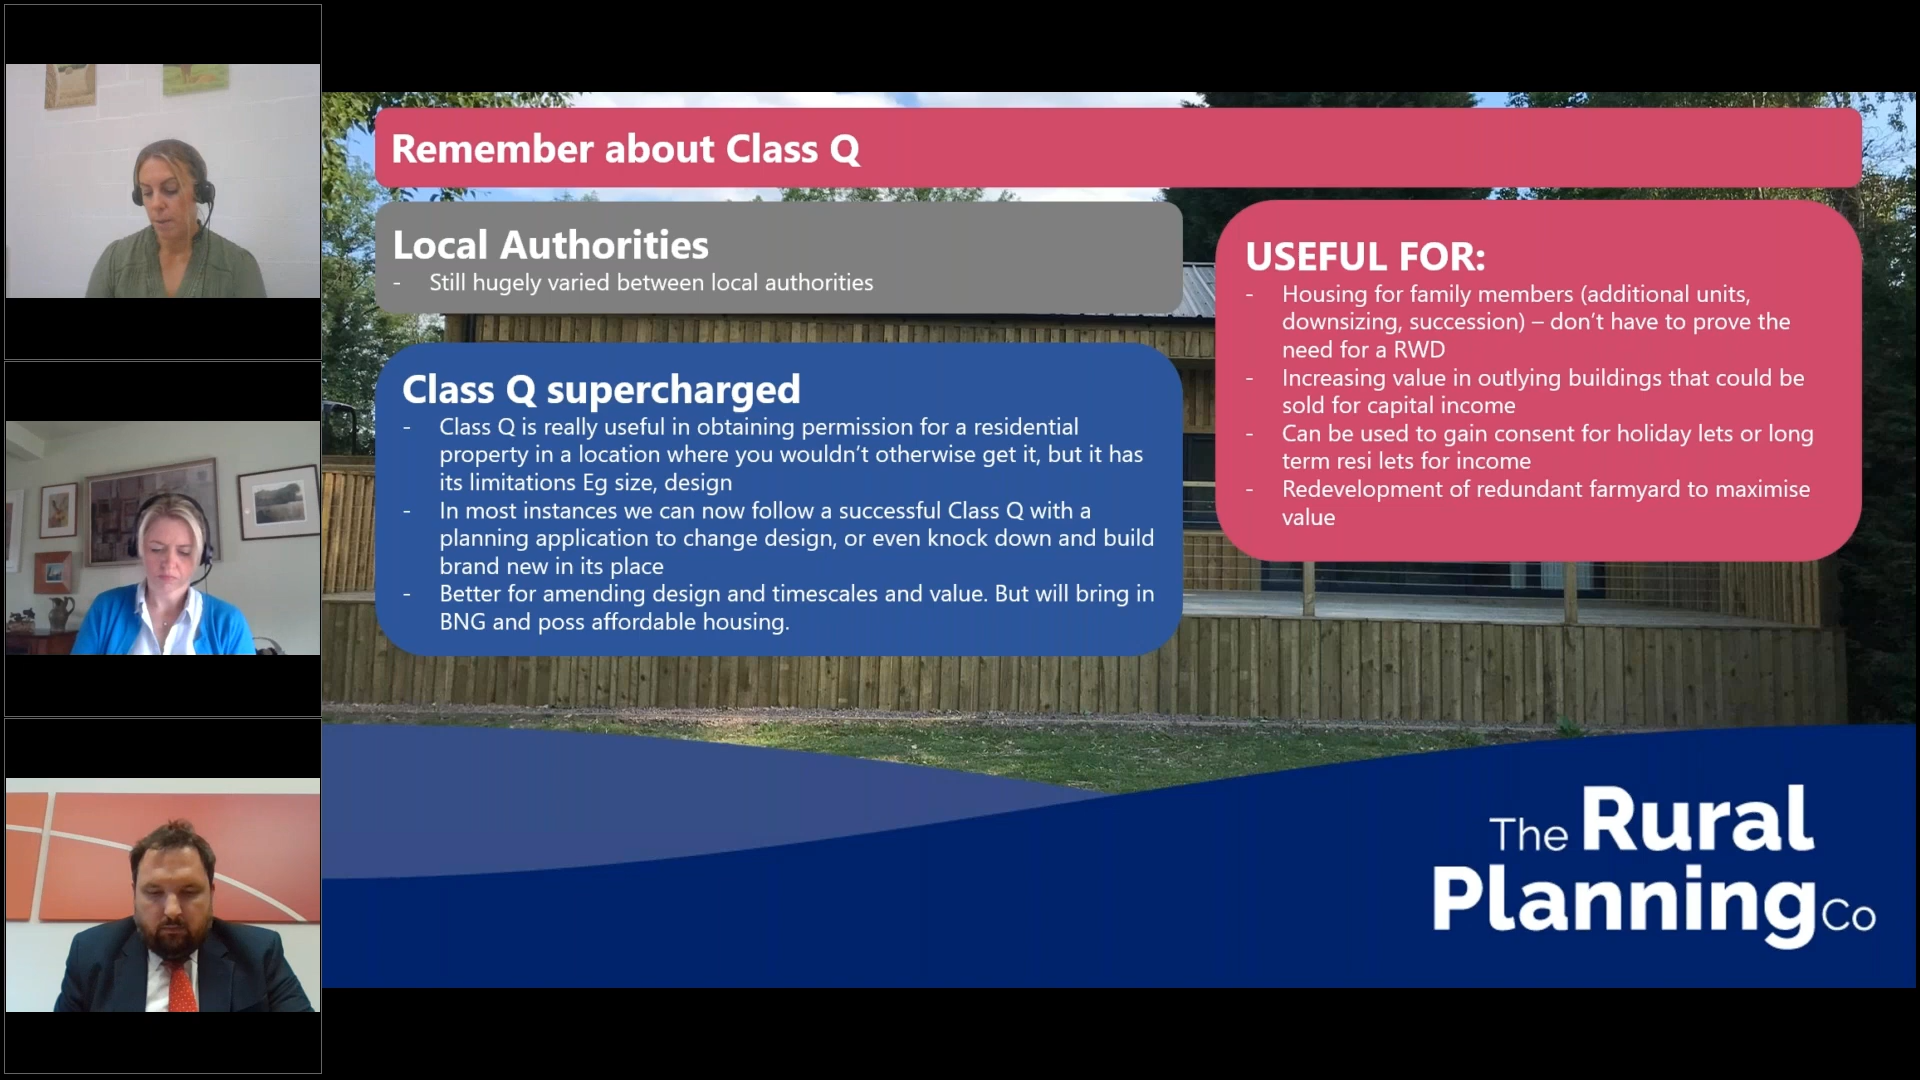 Remember about Class Q
Local Authorities
- Still hugely varied between local authorities
Class Q supercharged
- Class Q is really useful in obtaining permission for a residential
property in a location where you wouldn’t otherwise get it, but it has
its limitations Eg size, design
- In most instances we can now follow a successful Class Q with a
planning application to change design, or even knock down and build
brand new in its place
- Better for amending design and timescales and value. But will bring in
BNG and poss affordable housing.
USEFUL FOR:
- Housing for family members (additional units,
downsizing, succession) – don’t have to prove the
need for a RWD
- Increasing value in outlying buildings that could be
sold for capital income
- Can be used to gain consent for holiday lets or long
term resi lets for income
- Redevelopment of redundant farmyard to maximise
value
The Rural
Planning Co